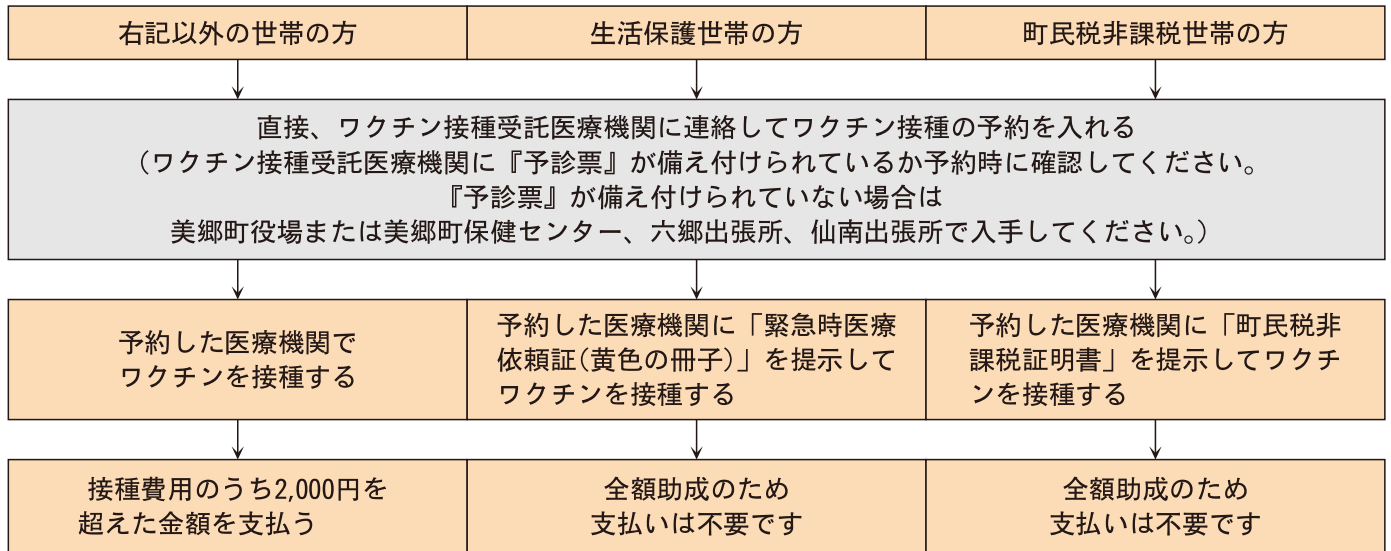 右記以外の世帯の方
生活保護世帯の方
町民税非課税世帯の方
直接、ワクチン接種受託医療機関に連絡してワクチン接種の予約を入れる
（ワクチン接種受託医療機関に『予診票』が備え付けられているか予約時に確認してください。
『予診票』が備え付けられていない場合は
美郷町役場または美郷町保健センター、六郷出張所、仙南出張所で入手してください。）
予約した医療機関で
ワクチンを接種する
予約した医療機関に「緊急時医療
依頼証（黄色の冊子）」を提示して
ワクチンを接種する
予約した医療機関に「町民税非
課税証明書」を提示してワクチ
ンを接種する
接種費用のうち2,000円を
超えた金額を支払う
全額助成のため
支払いは不要です
全額助成のため
支払いは不要です